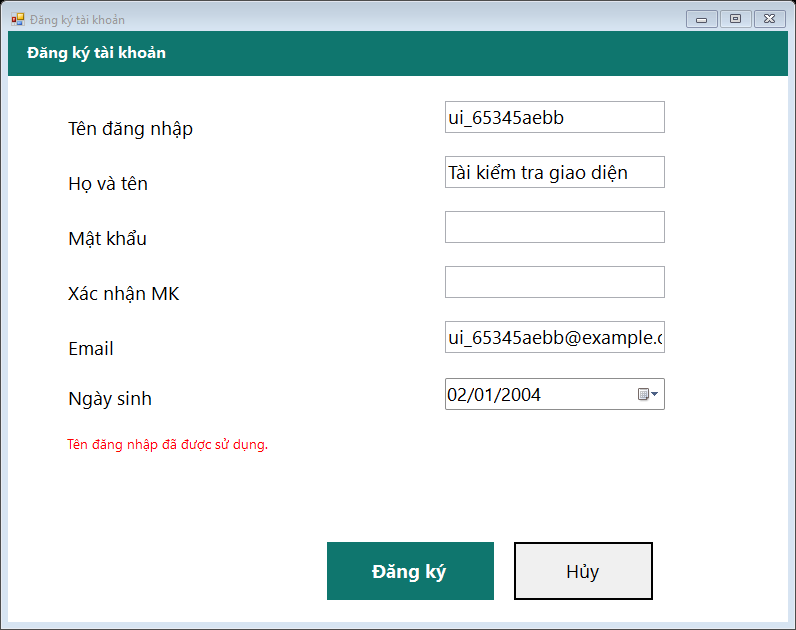 Đăng ký tài khoản
Đăng ký tài khoản
Tên đăng nhập
ui_65345aebb
Họ và tên
Tài kiểm tra giao diện
Mật khẩu
Xác nhận MK
Email
ui_65345aebb@example.c
Ngày sinh
02/01/2004
Tên đăng nhập đã được sử dụng.
Đăng ký
Hủy